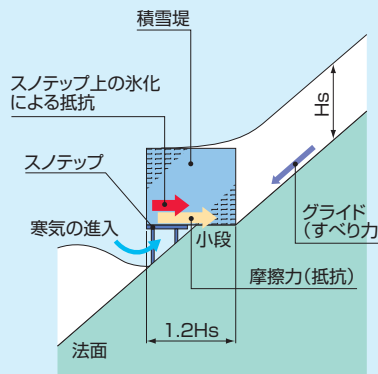 積雪堤
スノテップ上の氷化
による抵抗
Hs
スノテップ
グライド
(すべり力
寒気の進入
小段
摩擦力(抵抗)
1.2Hs
法面